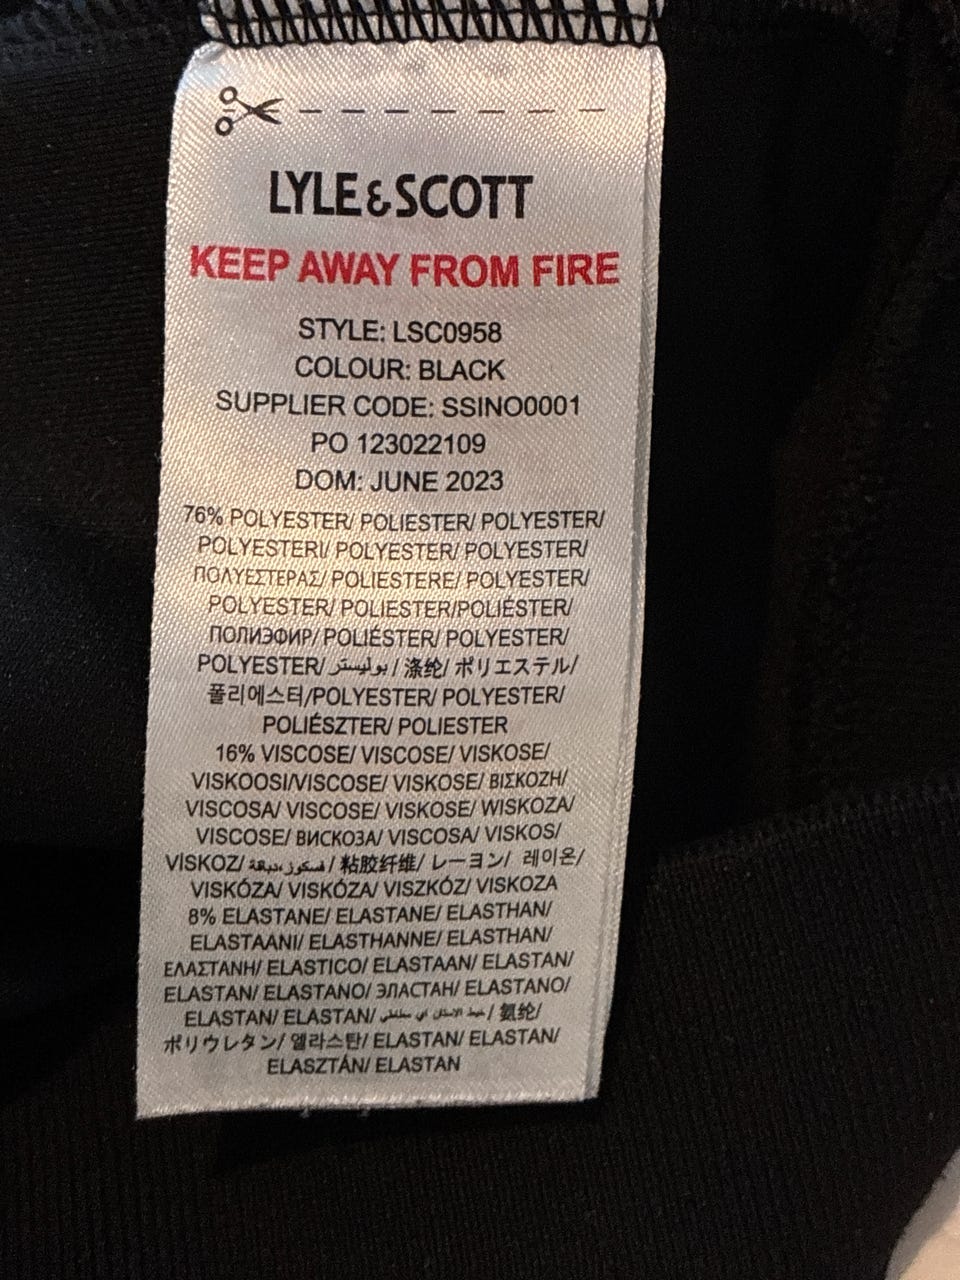 LYLE & SCOTT
KEEP AWAY FROM FIRE
STYLE: LSC0958
COLOUR: BLACK
SUPPLIER CODE: SSINO0001
PO 123022109
DOM: JUNE 2023
76% POLYESTER/ POLIESTER/ POLYESTER/
POLYESTERI/ POLYESTER/ POLYESTER/
ΠΟΛΥΕΣΤΕΡΑΣ/ POLIESTERE/ POLYESTER/
POLYESTER/ POLIESTER/POLIÉSTER/
ПОЛИЭФИР/ POLIÉSTER/ POLYESTER/
POLYESTER/ بوليستر / 涤纶/ ポリエステル/
폴리에스터/POLYESTER/ POLYESTER/
POLIÉSZTER/ POLIESTER
16% VISCOSE/ VISCOSE/ VISKOSE/
VISKOOSI/VISCOSE/ VISKOSE/ ΒΙΣΚΟΖΗ/
VISCOSA/ VISCOSE/ VISKOSE/ WISKOZA/
VISCOSE/ ВИСКОЗА/ VISCOSA/ VISKOS/
VİSKOZ/ / 粘胶纤维/ レーヨン/ 레이온/
VISKÓZA/ VISKÓZA/ VISZKÓZ/ VISKOZA
8% ELASTANE/ ELASTANE/ ELASTHAN/
ELASTAANI/ ELASTHANNE/ ELASTHAN/
ΕΛΑΣΤΑΝΗ/ ELASTICO/ ELASTAAN/ ELASTAN/
ELASTAN/ ELASTANO/ ЭЛАСТАН/ ELASTANO/
ELASTAN/ ELASTAN/ / 氨纶/
ポリウレタン/ 엘라스탄/ ELASTAN/ ELASTAN/
ELASZTÁN/ ELASTAN